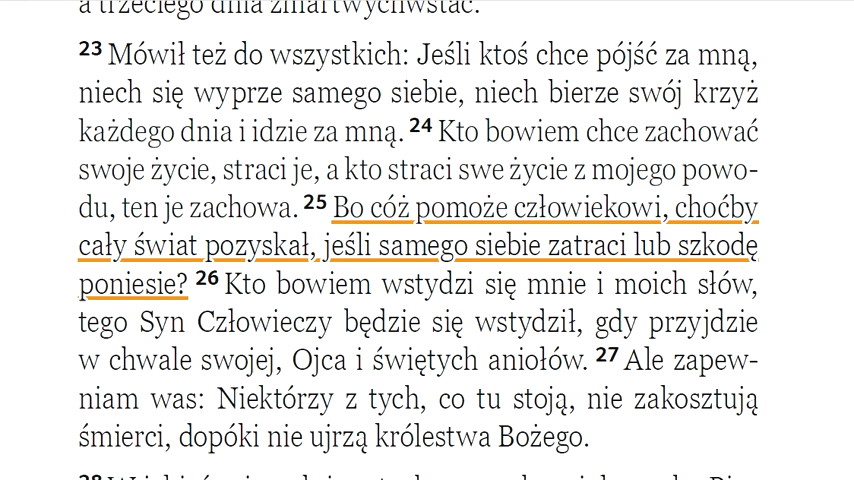 a trzeciego dnia zmartwychwstać.
23 Mówił też do wszystkich: Jeśli ktoś chce pójść za mną,
niech się wyprze samego siebie, niech bierze swój krzyż
każdego dnia i idzie za mną. 24 Kto bowiem chce zachować
swoje życie, straci je, a kto straci swe życie z mojego powo-
du, ten je zachowa. 25 Bo cóż pomoże człowiekowi, choćby
cały świat pozyskał, jeśli samego siebie zatraci lub szkodę
poniesie? 26 Kto bowiem wstydzi się mnie i moich słów,
tego Syn Człowieczy będzie się wstydził, gdy przyjdzie
w chwale swojej, Ojca i świętych aniołów. 27 Ale zapew-
niam was: Niektórzy z tych, co tu stoją, nie zakosztują
śmierci, dopóki nie ujrzą królestwa Bożego.
28